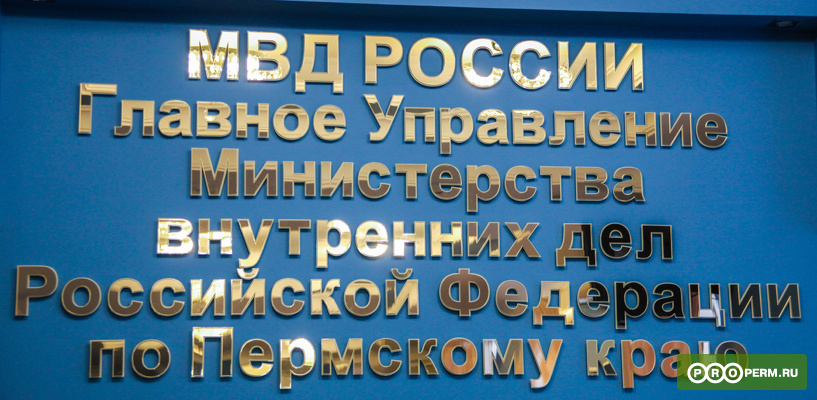 МВД РОССИИ
Главное Управление
Министерства
внутренних дел
Российской Федерации
по Пермскому краю
PROPERM.RU